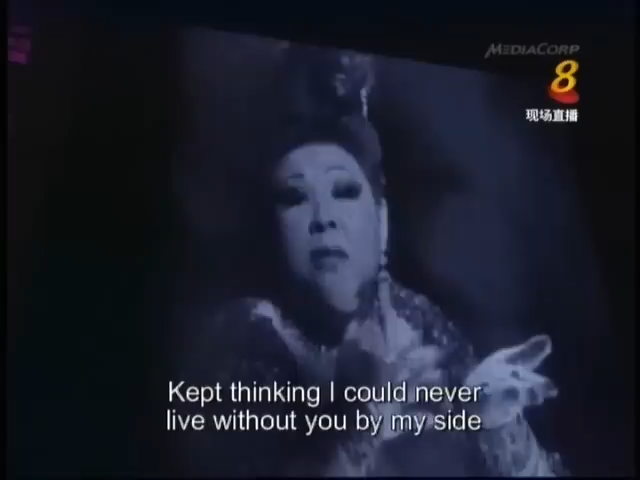 MEDIACORP
8
现场直播
Kept thinking I could never
live without you by my side